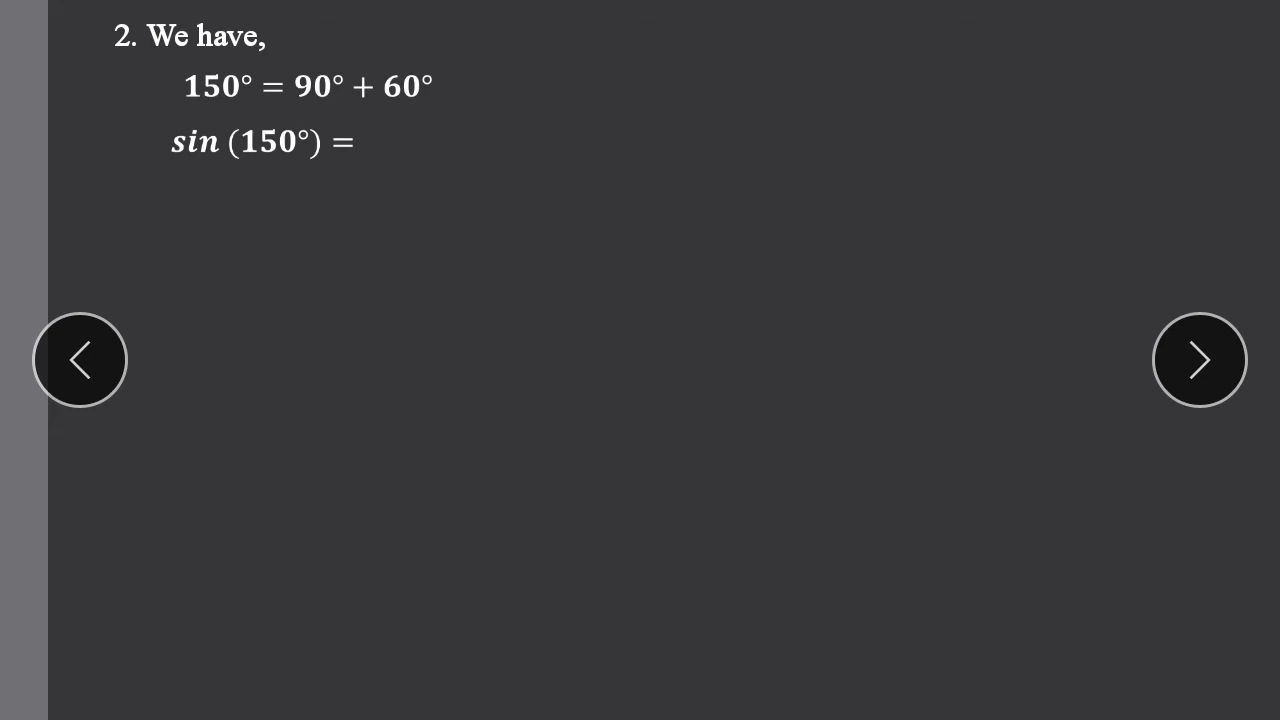 2. We have,
150° = 90° + 60°
sin (150°) =